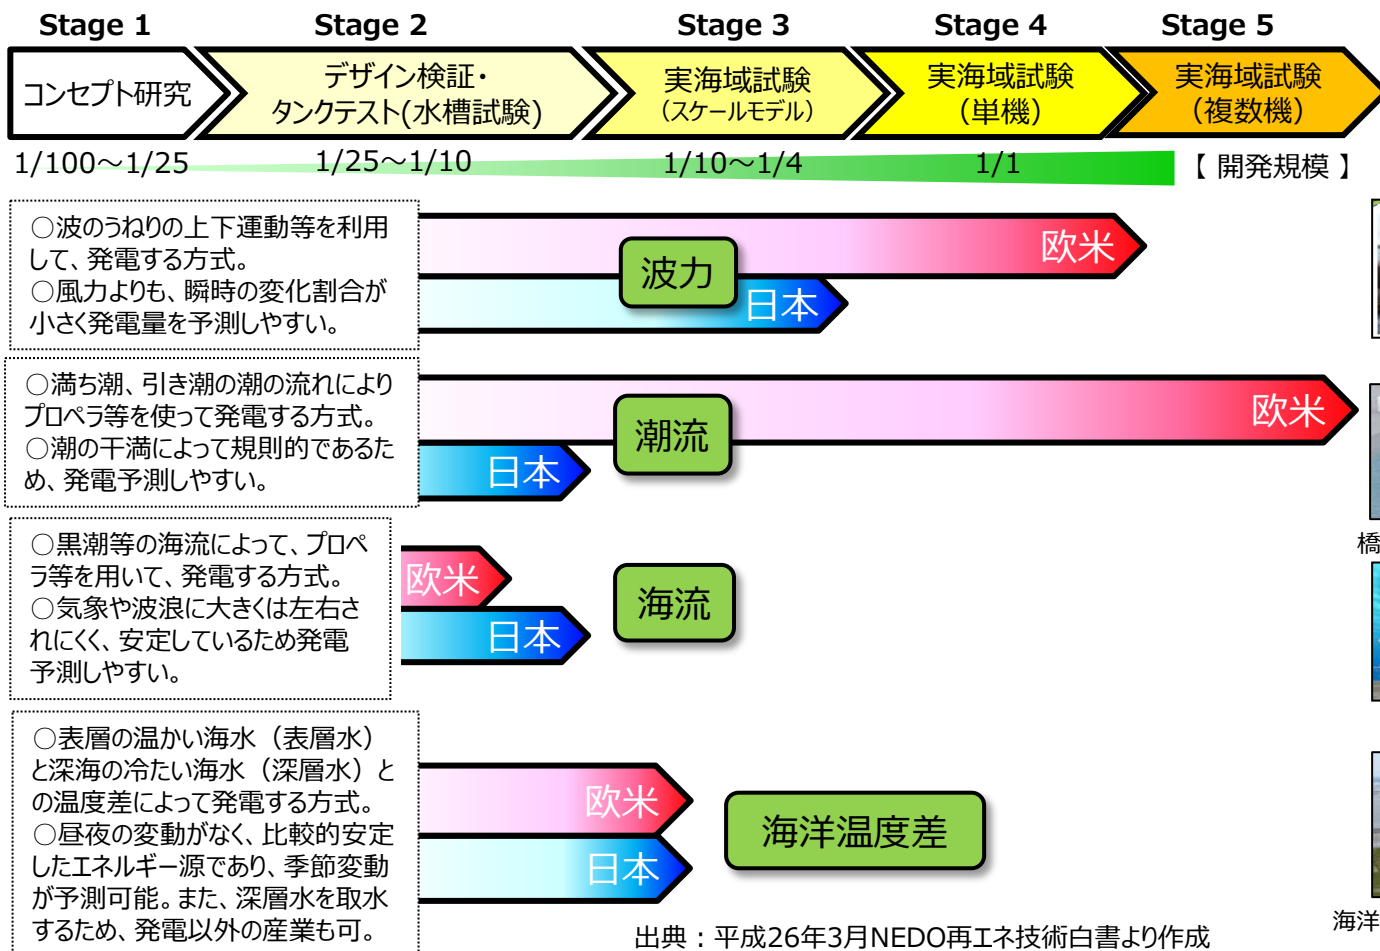 Stage 1
Stage 2
Stage 3
Stage 4
Stage 5
コンセプト研究
デザイン検証・
タンクテスト(水槽試験)
実海域試験
（スケールモデル）
実海域試験
（単機）
実海域試験
（複数機）
1/100～1/25
1/25～1/10
1/10～1/4
1/1
【 開発規模 】
○波のうねりの上下運動等を利用
して、発電する方式。
○風力よりも、瞬時の変化割合が
小さく発電量を予測しやすい。
欧米
波力
日本
○満ち潮、引き潮の潮の流れにより
プロペラ等を使って発電する方式。
○潮の干満によって規則的であるた
め、発電予測しやすい。
欧米
潮流
日本
橋
○黒潮等の海流によって、プロペ
ラ等を用いて、発電する方式。
○気象や波浪に大きくは左右さ
れにくく、安定しているため発電
予測しやすい。
欧米
海流
日本
○表層の温かい海水（表層水）
と深海の冷たい海水（深層水）と
の温度差によって発電する方式。
○昼夜の変動がなく、比較的安定
したエネルギー源であり、季節変動
が予測可能。また、深層水を取水
するため、発電以外の産業も可。
欧米
海洋温度差
日本
海洋
出典：平成26年3月NEDO再エネ技術白書より作成